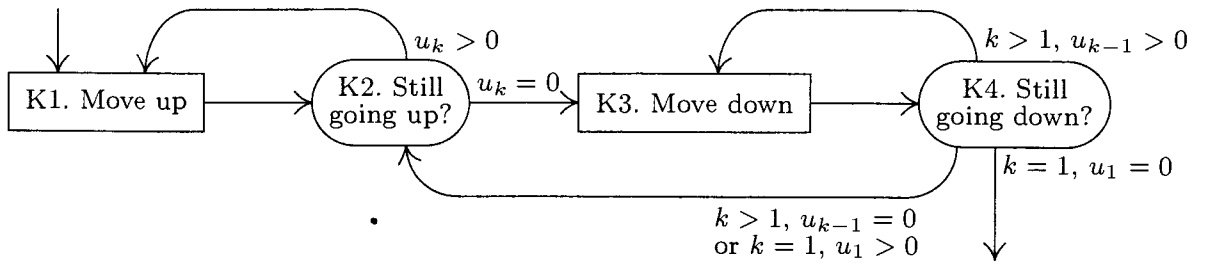 u_k > 0
k > 1, u_{k-1} > 0
K1. Move up
K2. Still
going up?
u_k = 0
K3. Move down
K4. Still
going down?
k = 1, u_1 = 0
k > 1, u_{k-1} = 0
or k = 1, u_1 > 0